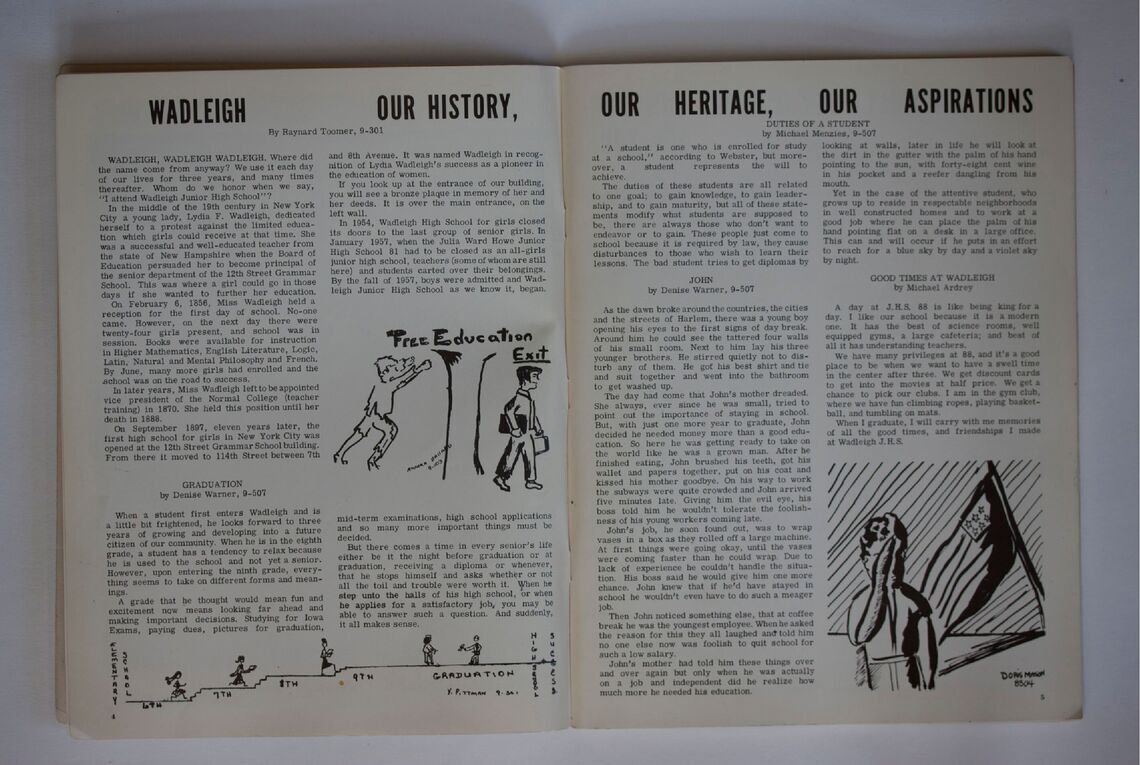 WADLEIGH OUR HISTORY,
By Raynard Toomer, 9-301
WADLEIGH, WADLEIGH WADLEIGH. Where did
the name come from anyway? We use it each day
of our lives for three years, and many times
thereafter. Whom do we honor when we say,
"I attend Wadleigh Junior High School"?
In the middle of the 19th century in New York
City a young lady, Lydia F. Wadleigh, dedicated
herself to a protest against the limited educa-
tion which girls could receive at that time. She
was a successful and well-educated teacher from
the state of New Hampshire when the Board of
Education persuaded her to become principal of
the senior department of the 12th Street Grammar
School. This was where a girl could go in those
days if she wanted to further her education.
On February 6, 1856, Miss Wadleigh held a
reception for the first day of school. No-one
came. However, on the next day there were
twenty-four girls present, and school was in
session. Books were available for instruction
in Higher Mathematics, English Literature, Logic,
Latin, Natural and Mental Philosophy and French.
By June, many more girls had enrolled and the
school was on the road to success.
In later years, Miss Wadleigh left to be appointed
vice president of the Normal College (teacher
training) in 1870. She held this position until her
death in 1888.
On September 1897, eleven years later, the
first high school for girls in New York City was
opened at the 12th Street Grammar School building.
From there it moved to 114th Street between 7th
and 8th Avenue. It was named Wadleigh in recog-
nition of Lydia Wadleigh's success as a pioneer in
the education of women.
If you look up at the entrance of our building,
you will see a bronze plaque in memory of her and
her deeds. It is over the main entrance, on the
left wall.
In 1954, Wadleigh High School for girls closed
its doors to the last group of senior girls. In
January 1957, when the Julia Ward Howe Junior
High School 81 had to be closed as an all-girls
junior high school, teachers (some of whom are still
here) and students carted over their belongings.
By the fall of 1957, boys were admitted and Wad-
leigh Junior High School as we know it, began.
Free Education
Exit
GRADUATION
by Denise Warner, 9-507
When a student first enters Wadleigh and is
a little bit frightened, he looks forward to three
years of growing and developing into a future
citizen of our community. When he is in the eighth
grade, a student has a tendency to relax because
he is used to the school and not yet a senior.
However, upon entering the ninth grade, every-
thing seems to take on different forms and mean-
ings.
A grade that he thought would mean fun and
excitement now means looking far ahead and
making important decisions. Studying for Iowa
Exams, paying dues, pictures for graduation,
mid-term examinations, high school applications
and so many more important things must be
decided.
But there comes a time in every senior's life
either be it the night before graduation or at
graduation, receiving a diploma or whenever,
that he stops himself and asks whether or not
all the toil and trouble were worth it. When he
step unto the halls of his high school, or when
he applies for a satisfactory job, you may be
able to answer such a question. And suddenly,
it all makes sense.
ELEMENTARY
SCHOOL
6TH
7TH
8TH
9TH
GRADUATION
HIGH SCHOOL
SUCCESS
Y. PITTMAN 9-301
4
OUR HERITAGE, OUR ASPIRATIONS
DUTIES OF A STUDENT
by Michael Menzies, 9-507
"A student is one who is enrolled for study
at a school," according to Webster, but more-
over, a student represents the will to
achieve.
The duties of these students are all related
to one goal; to gain knowledge, to gain leader-
ship, and to gain maturity, but all of these state-
ments modify what students are supposed to
be, there are always those who don't want to
endeavor or to gain. These people just come to
school because it is required by law, they cause
disturbances to those who wish to learn their
lessons. The bad student tries to get diplomas by
looking at walls, later in life he will look at
the dirt in the gutter with the palm of his hand
pointing to the sun, with forty-eight cent wine
in his pocket and a reefer dangling from his
mouth.
Yet in the case of the attentive student, who
grows up to reside in respectable neighborhoods
in well constructed homes and to work at a
good job where he can place the palm of his
hand pointing flat on a desk in a large office.
This can and will occur if he puts in an effort
to reach for a blue sky by day and a violet sky
by night.
JOHN
by Denise Warner, 9-507
As the dawn broke around the countries, the cities
and the streets of Harlem, there was a young boy
opening his eyes to the first signs of day break.
Around him he could see the tattered four walls
of his small room. Next to him lay his three
younger brothers. He stirred quietly not to dis-
turb any of them. He got his best shirt and tie
and suit together and went into the bathroom
to get washed up.
The day had come that John's mother dreaded.
She always, ever since he was small, tried to
point out the importance of staying in school.
But, with just one more year to graduate, John
decided he needed money more than a good edu-
cation. So here he was getting ready to take on
the world like he was a grown man. After he
finished eating, John brushed his teeth, got his
wallet and papers together, put on his coat and
kissed his mother goodbye. On his way to work
the subways were quite crowded and John arrived
five minutes late. Giving him the evil eye, his
boss told him he wouldn't tolerate the foolish-
ness of his young workers coming late.
John's job, he soon found out, was to wrap
vases in a box as they rolled off a large machine.
At first things were going okay, until the vases
were coming faster than he could wrap. Due to
lack of experience he couldn't handle the situa-
tion. His boss said he would give him one more
chance. John knew that if he'd have stayed in
school he wouldn't even have to do such a meager
job.
Then John noticed something else, that at coffee
break he was the youngest employee. When he asked
the reason for this they all laughed and told him
no one else now was foolish to quit school for
such a low salary.
John's mother had told him these things over
and over again but only when he was actually
on a job and independent did he realize how
much more he needed his education.
GOOD TIMES AT WADLEIGH
by Michael Ardrey
A day at J.H.S. 88 is like being king for a
day. I like our school because it is a modern
one. It has the best of science rooms, well
equipped gyms, a large cafeteria; and best of
all it has understanding teachers.
We have many privileges at 88, and it's a good
place to be when we want to have a swell time
in the center after three. We get discount cards
to get into the movies at half price. We get a
chance to pick our clubs. I am in the gym club,
where we have fun climbing ropes, playing basket-
ball, and tumbling on mats.
When I graduate, I will carry with me memories
of all the good times, and friendships I made
at Wadleigh J.H.S.
DORIS MASON
8504
5